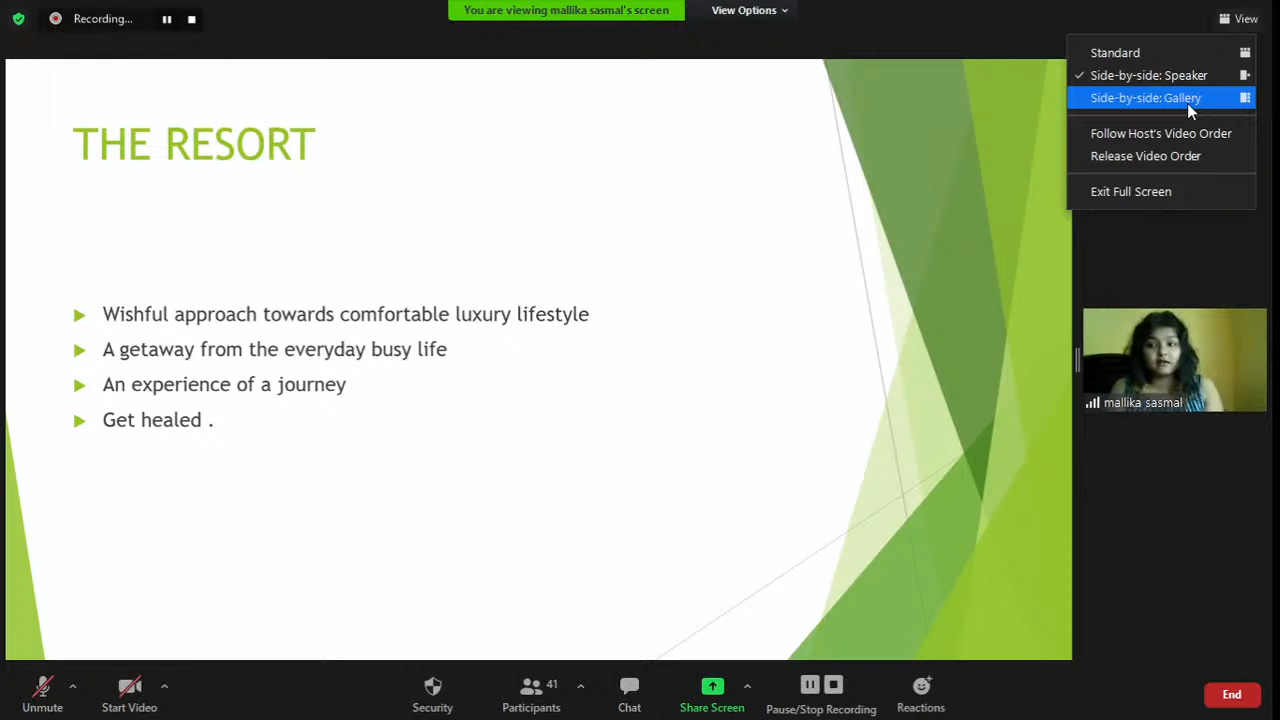 Recording...
You are viewing mallika sasmal's screen
View Options
View
Standard
Side-by-side: Speaker
Side-by-side: Gallery
Follow Host's Video Order
Release Video Order
Exit Full Screen
THE RESORT
Wishful approach towards comfortable luxury lifestyle
A getaway from the everyday busy life
An experience of a journey
Get healed .
mallika sasmal
Unmute
Start Video
Security
41
Participants
Chat
Share Screen
Pause/Stop Recording
Reactions
End